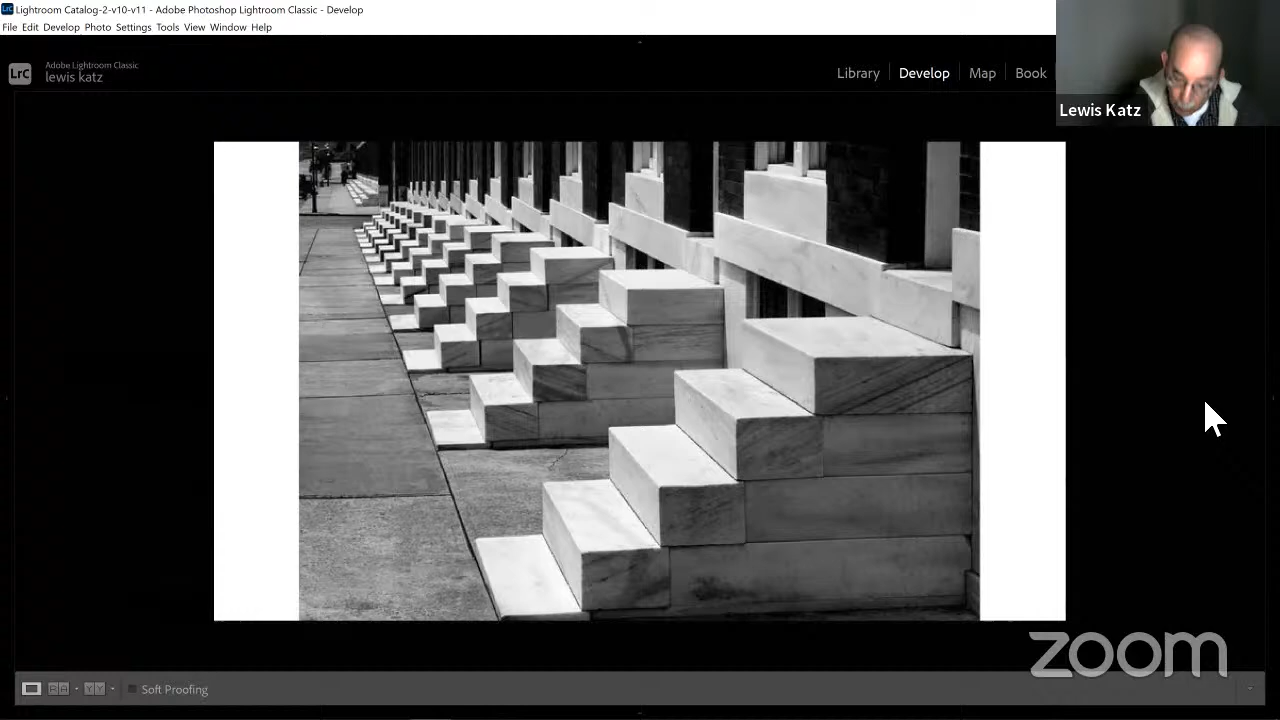 Lightroom Catalog-2-v10-v11 - Adobe Photoshop Lightroom Classic - Develop
File Edit Develop Photo Settings Tools View Window Help
LrC
Adobe Lightroom Classic
lewis katz
Library Develop Map Book
Lewis Katz
zoom
Soft Proofing